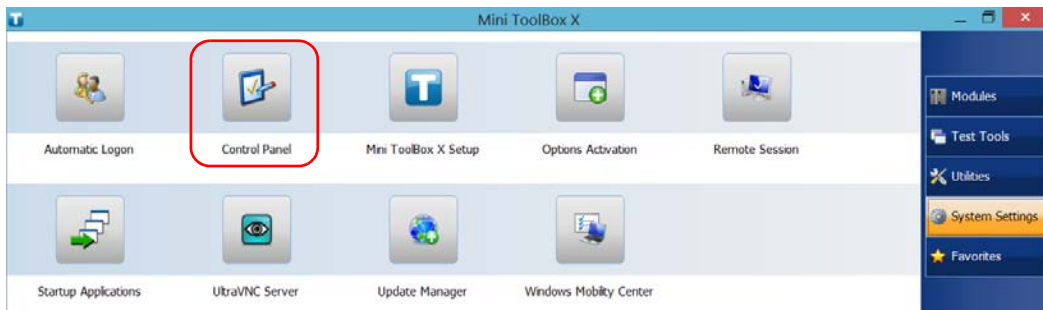 Mini ToolBox X
Automatic Logon
Control Panel
Mini ToolBox X Setup
Options Activation
Remote Session
Startup Applications
UltraVNC Server
Update Manager
Windows Mobility Center
Modules
Test Tools
Utilities
System Settings
Favorites